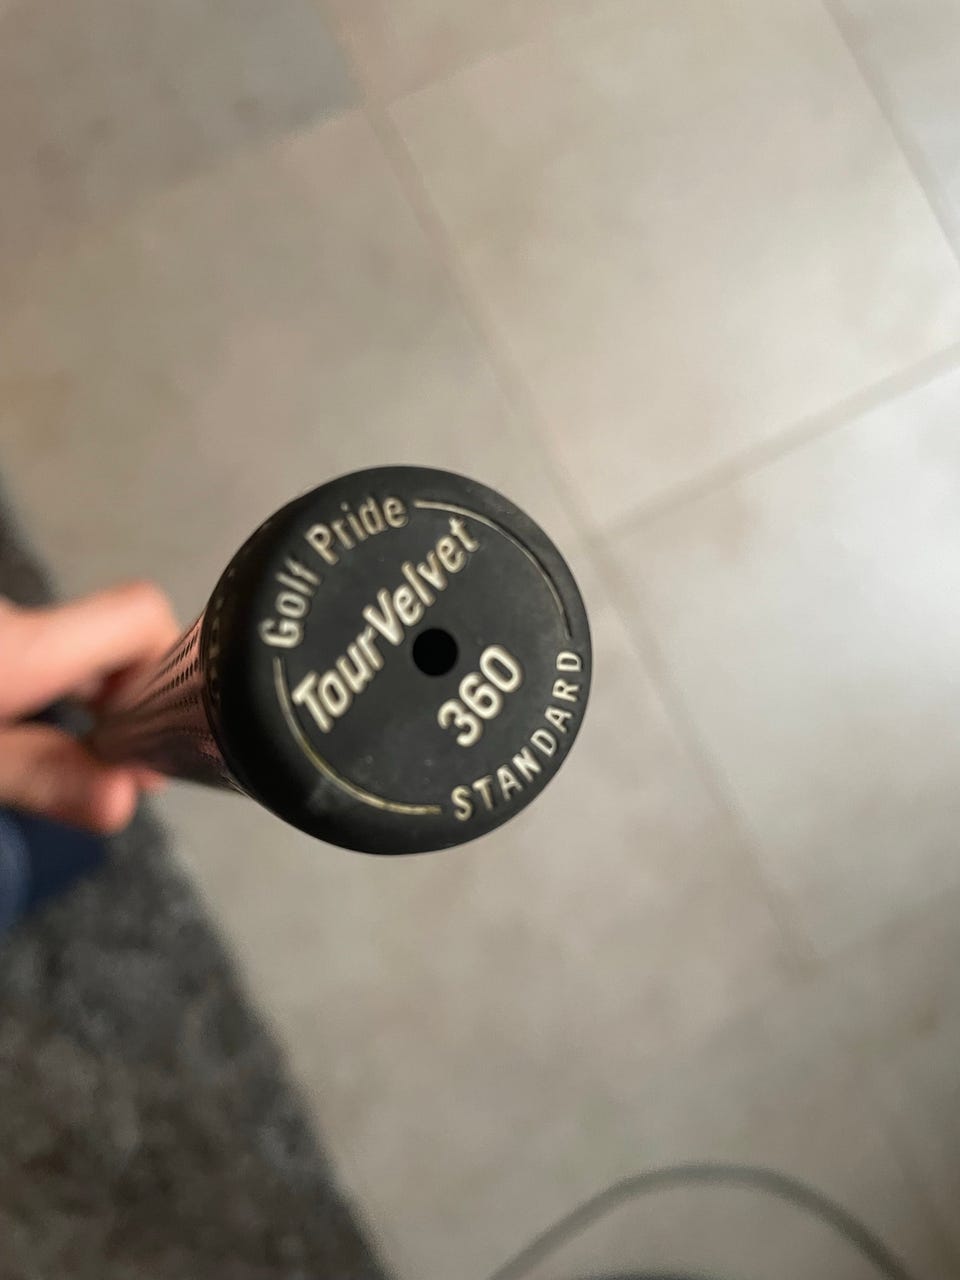 Golf Pride
TourVelvet
360
STANDARD